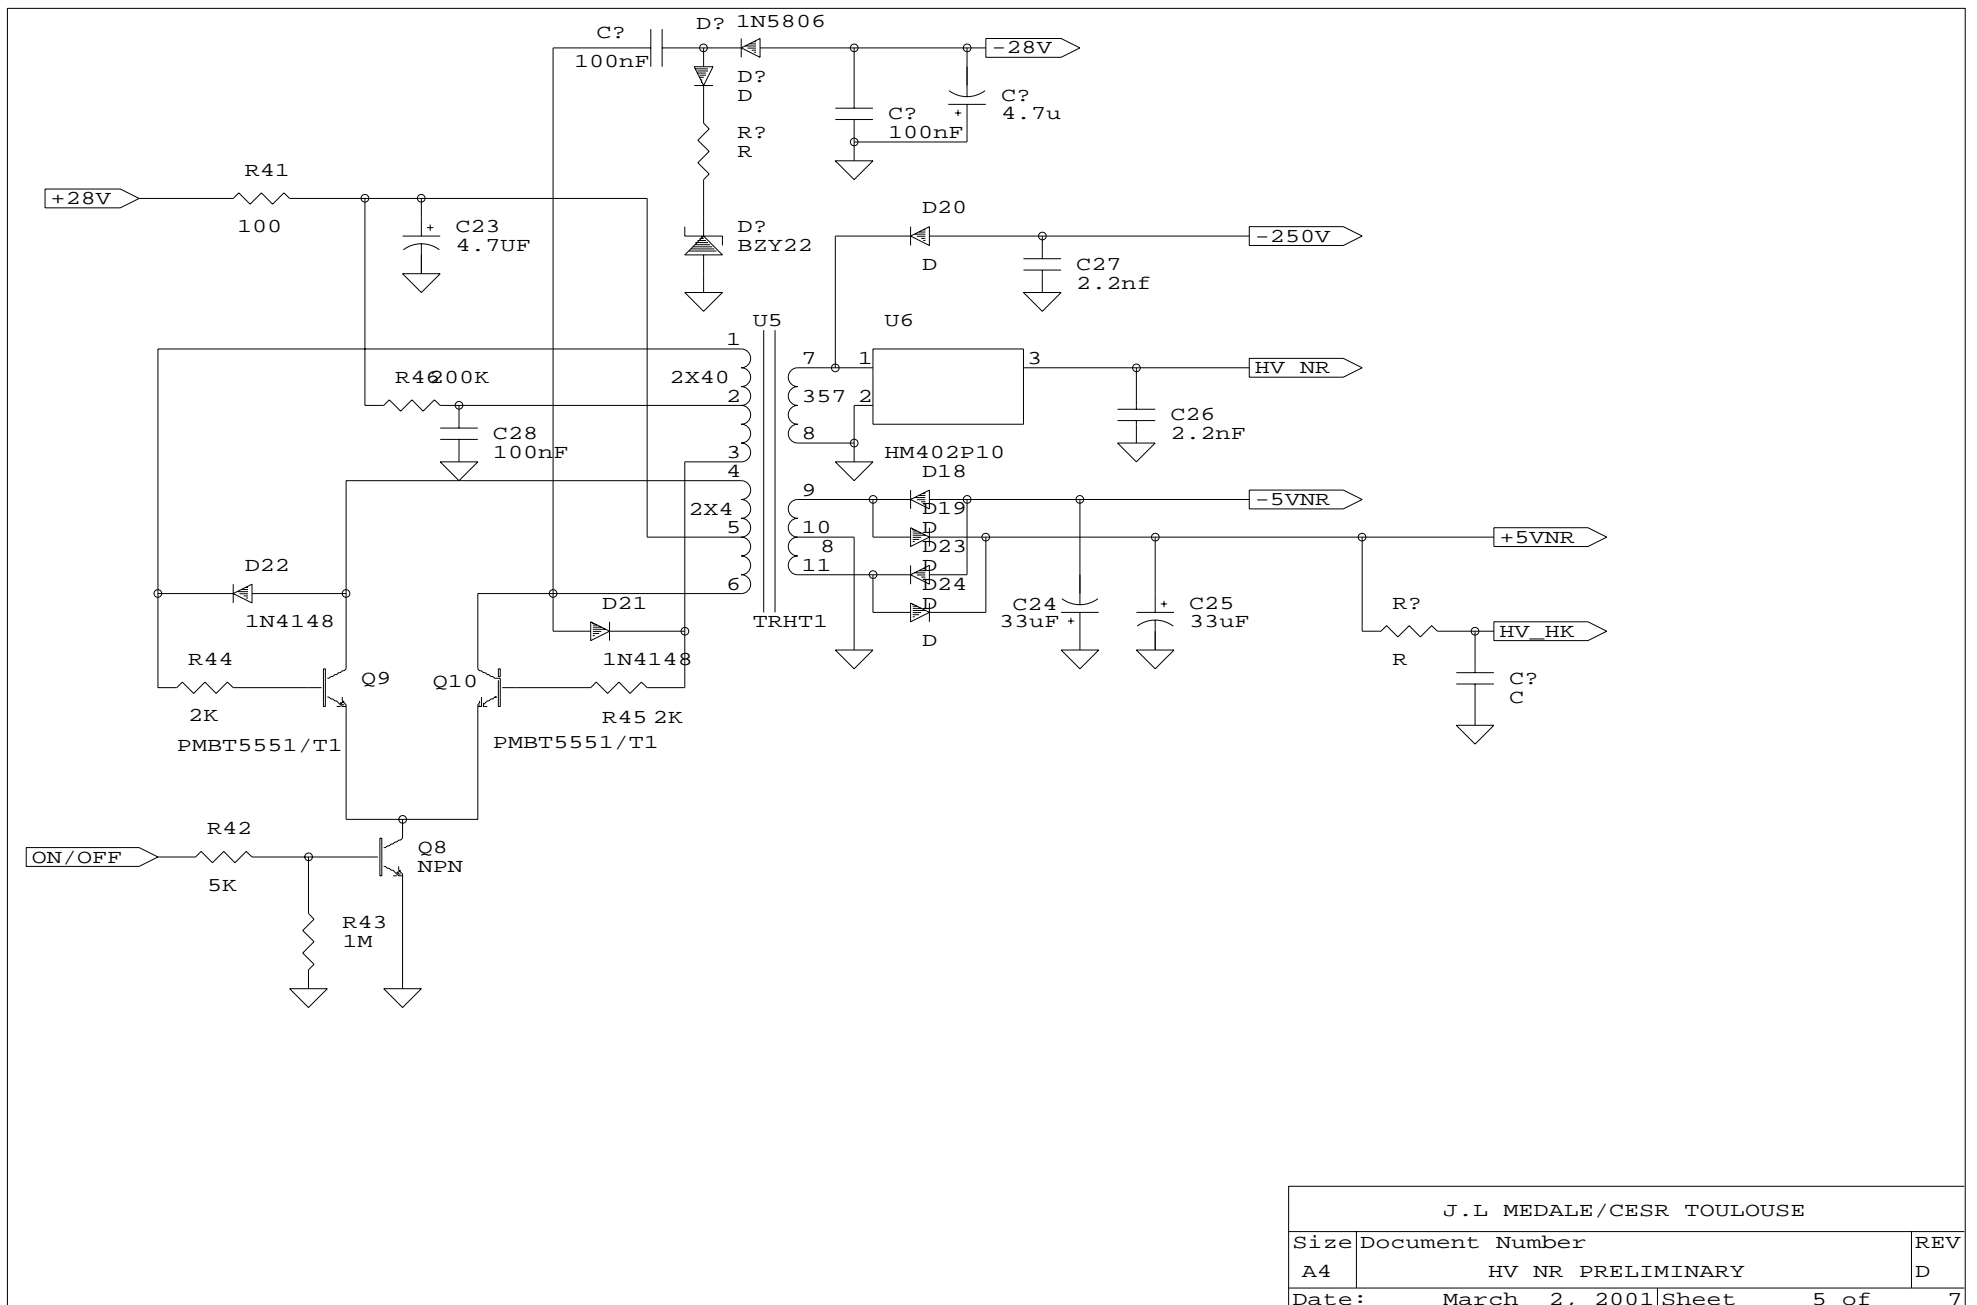 D? 1N5806
C?
100nF
-28V
D?
D
C?
4.7u
C?
100nF
R?
R
R41
+28V
100
C23
4.7UF
D?
BZY22
D20
-250V
D
C27
2.2nf
U5
U6
1
7
1
3
HV NR
R46
200K
2X40
2
357
2
C28
100nF
C26
2.2nF
3
8
HM402P10
4
D18
9
-5VNR
2X4
D19
5
10
D
+5VNR
8
D23
11
D
D22
6
D24
1N4148
D21
D
C24
33uF
C25
33uF
R?
TRHT1
HV_HK
+
+
+
+
D
R
R44
1N4148
Q9
Q10
C?
C
2K
R45 2K
PMBT5551/T1
PMBT5551/T1
R42
ON/OFF
Q8
NPN
5K
R43
1M
J.L MEDALE/CESR TOULOUSE
Size
Document Number
REV
A4
HV NR PRELIMINARY
D
Date:
March 2, 2001
Sheet
5 of
7